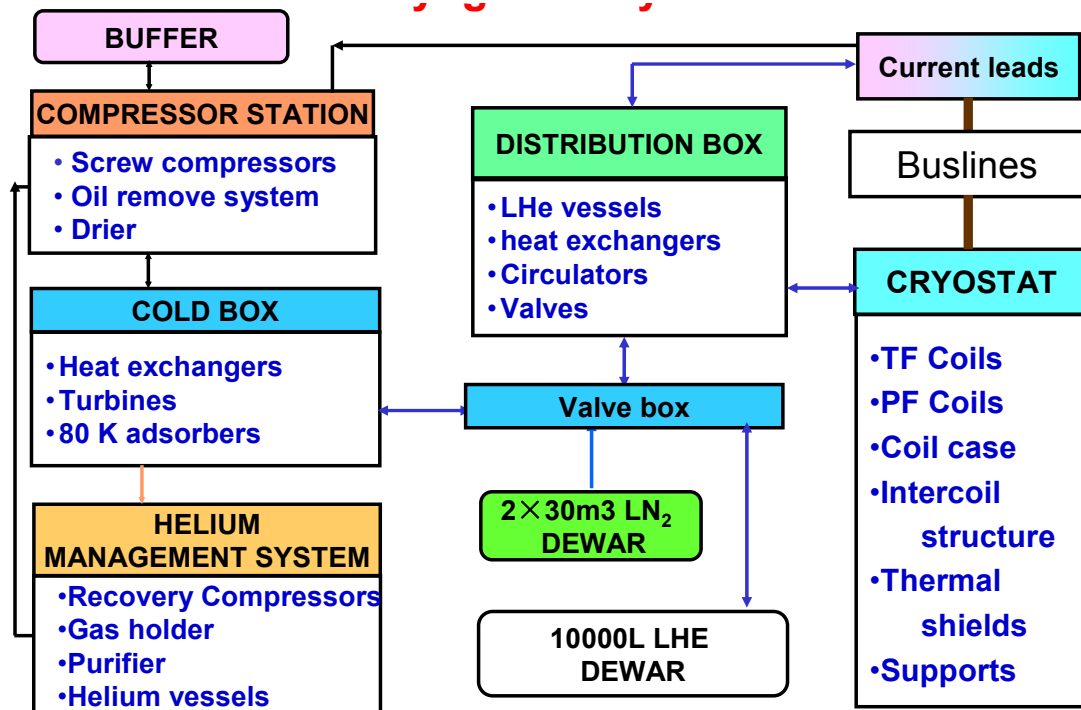 BUFFER
COMPRESSOR STATION
• Screw compressors
• Oil remove system
• Drier
COLD BOX
•Heat exchangers
•Turbines
•80 K adsorbers
HELIUM
MANAGEMENT SYSTEM
•Recovery Compressors
•Gas holder
•Purifier
•Helium vessels
DISTRIBUTION BOX
•LHe vessels
•heat exchangers
•Circulators
•Valves
Valve box
2×30m3 LN₂
DEWAR
10000L LHE
DEWAR
Current leads
Buslines
CRYOSTAT
•TF Coils
•PF Coils
•Coil case
•Intercoil
structure
•Thermal
shields
•Supports